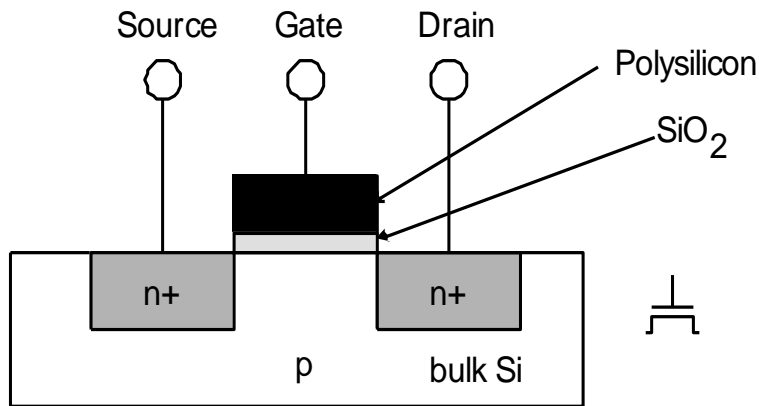 Source Gate Drain
Polysilicon
SiO2
n+ n+
p bulk Si